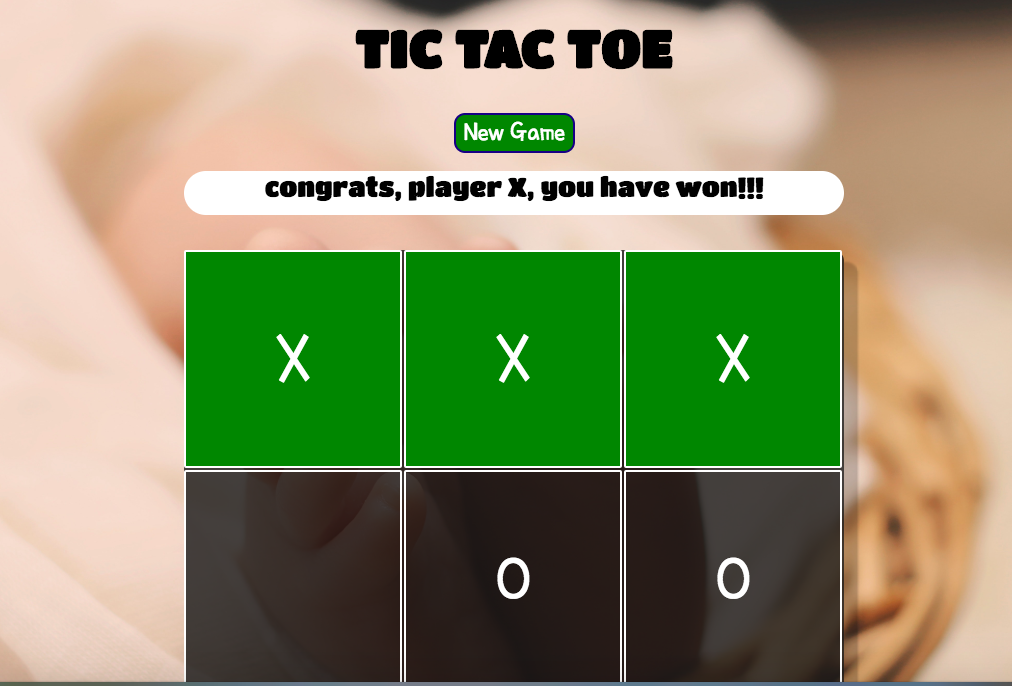 TIC TAC TOE
New Game
congrats, player X, you have won!!!
X X X
O O